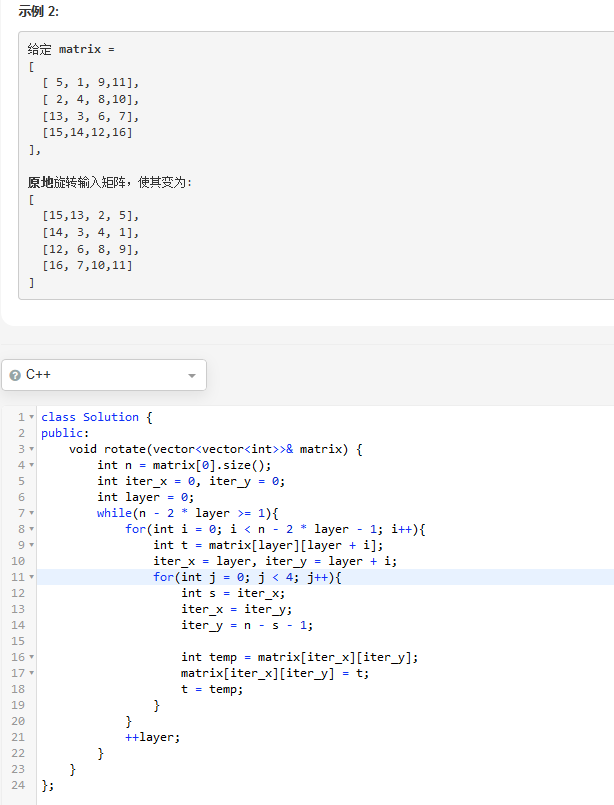 示例 2:
给定 matrix =
[
  [ 5, 1, 9,11],
  [ 2, 4, 8,10],
  [13, 3, 6, 7],
  [15,14,12,16]
],
原地旋转输入矩阵，使其变为:
[
  [15,13, 2, 5],
  [14, 3, 4, 1],
  [12, 6, 8, 9],
  [16, 7,10,11]
]
? C++
1 class Solution {
2 public:
3     void rotate(vector<vector<int>>& matrix) {
4         int n = matrix[0].size();
5         int iter_x = 0, iter_y = 0;
6         int layer = 0;
7         while(n - 2 * layer >= 1){
8             for(int i = 0; i < n - 2 * layer - 1; i++){
9                 int t = matrix[layer][layer + i];
10                 iter_x = layer, iter_y = layer + i;
11                 for(int j = 0; j < 4; j++){
12                     int s = iter_x;
13                     iter_x = iter_y;
14                     iter_y = n - s - 1;
15
16                     int temp = matrix[iter_x][iter_y];
17                     matrix[iter_x][iter_y] = t;
18                     t = temp;
19                 }
20             }
21             ++layer;
22         }
23     }
24 };